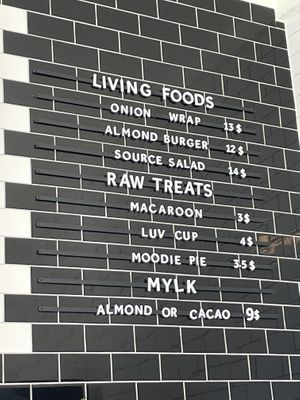 LIVING FOODS
ONION WRAP 13$
ALMOND BURGER 12$
SOURCE SALAD 14$
RAW TREATS
MACAROON 3$
LUV CUP 4$
MOODIE PIE 3.5$
MYLK
ALMOND OR CACAO 9$